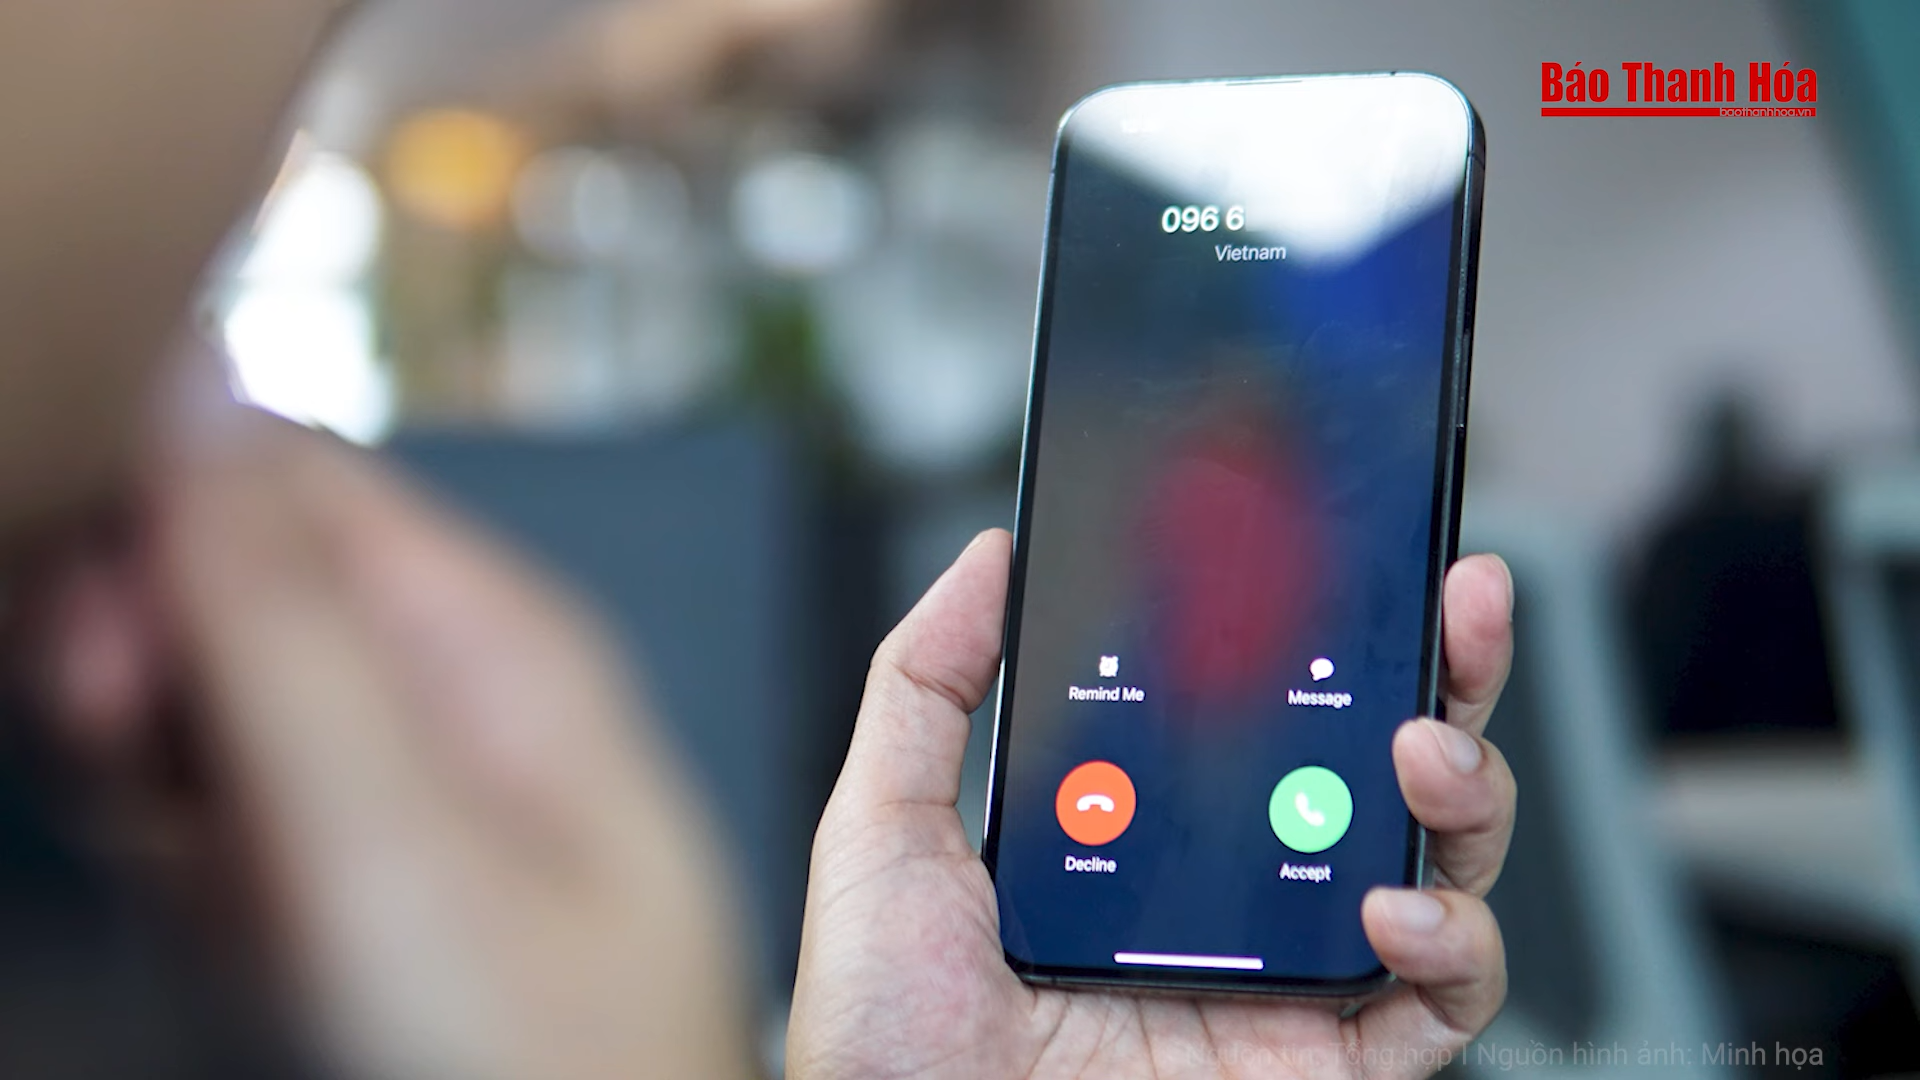 Báo Thanh Hóa
baothanhhoa.vn
096 6
Vietnam
Remind Me
Message
Decline
Accept
Nguồn tin: Tổng hợp | Nguồn hình ảnh: Minh họa